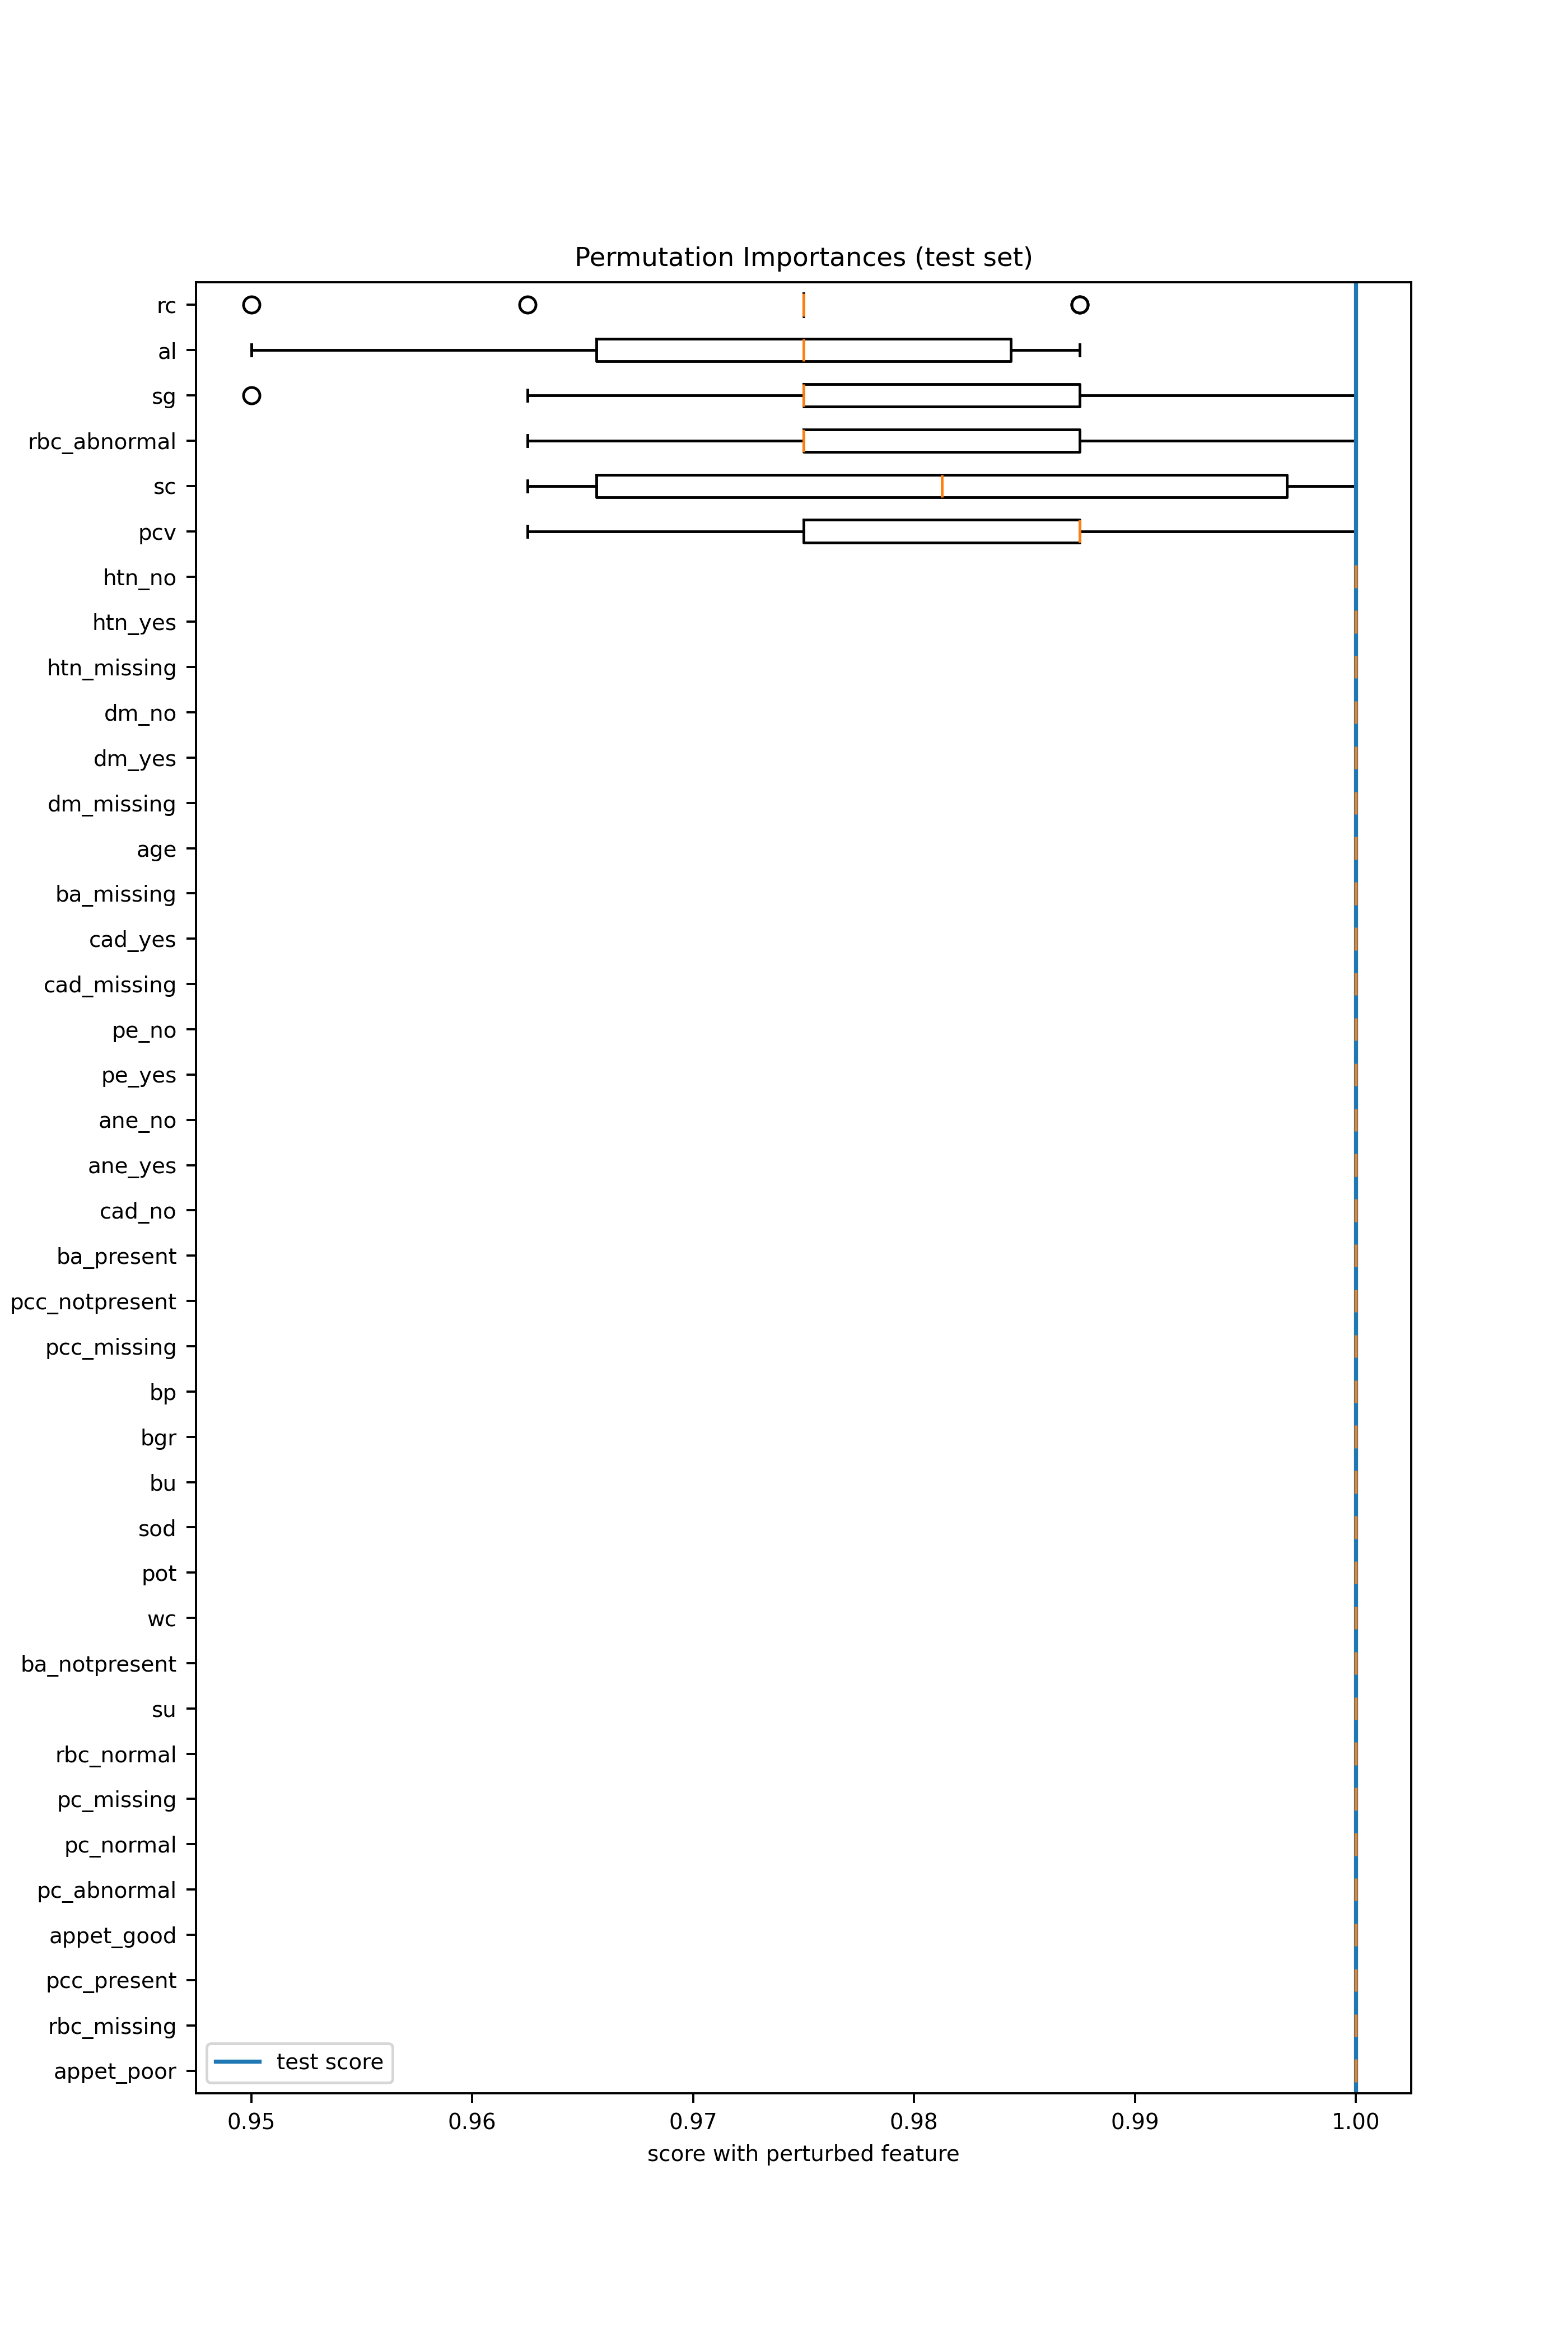 Permutation Importances (test set)
rc
al
sg
rbc_abnormal
sc
pcv
htn_no
htn_yes
htn_missing
dm_no
dm_yes
dm_missing
age
ba_missing
cad_yes
cad_missing
pe_no
pe_yes
ane_no
ane_yes
cad_no
ba_present
pcc_notpresent
pcc_missing
bp
bgr
bu
sod
pot
wc
ba_notpresent
su
rbc_normal
pc_missing
pc_normal
pc_abnormal
appet_good
pcc_present
rbc_missing
appet_poor
test score
0.95 0.96 0.97 0.98 0.99 1.00
score with perturbed feature